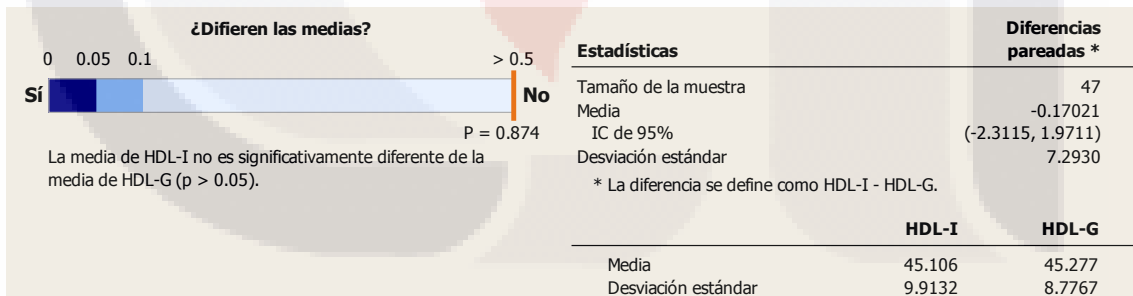 ¿Difieren las medias?
0 0.05 0.1 > 0.5
Sí No
P = 0.874
La media de HDL-I no es significativamente diferente de la
media de HDL-G (p > 0.05).
Diferencias
Estadísticas pareadas *
Tamaño de la muestra 47
Media -0.17021
IC de 95% (-2.3115, 1.9711)
Desviación estándar 7.2930
* La diferencia se define como HDL-I - HDL-G.
HDL-I HDL-G
Media 45.106 45.277
Desviación estándar 9.9132 8.7767